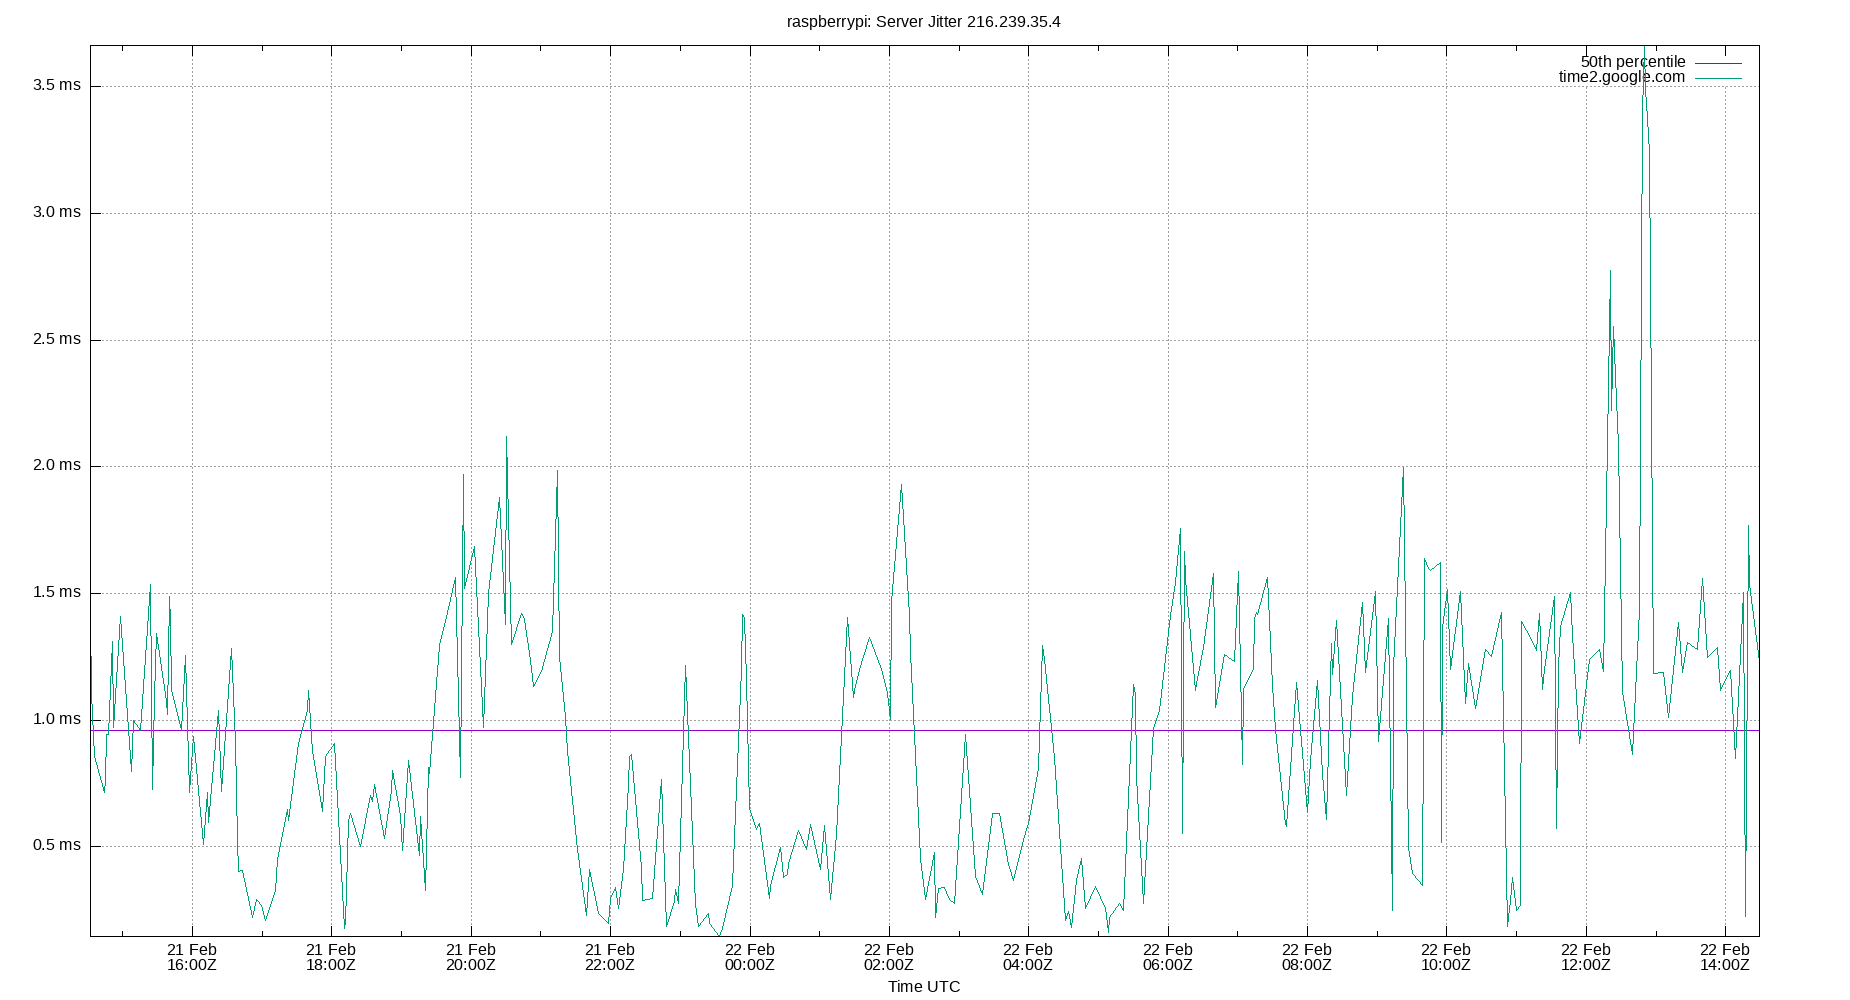 raspberrypi: Server Jitter 216.239.35.4
50th percentile
time2.google.com
3.5 ms
3.0 ms
2.5 ms
2.0 ms
1.5 ms
1.0 ms
0.5 ms
21 Feb 21 Feb 21 Feb 21 Feb 22 Feb 22 Feb 22 Feb 22 Feb 22 Feb 22 Feb 22 Feb 22 Feb
16:00Z 18:00Z 20:00Z 22:00Z 00:00Z 02:00Z 04:00Z 06:00Z 08:00Z 10:00Z 12:00Z 14:00Z
Time UTC